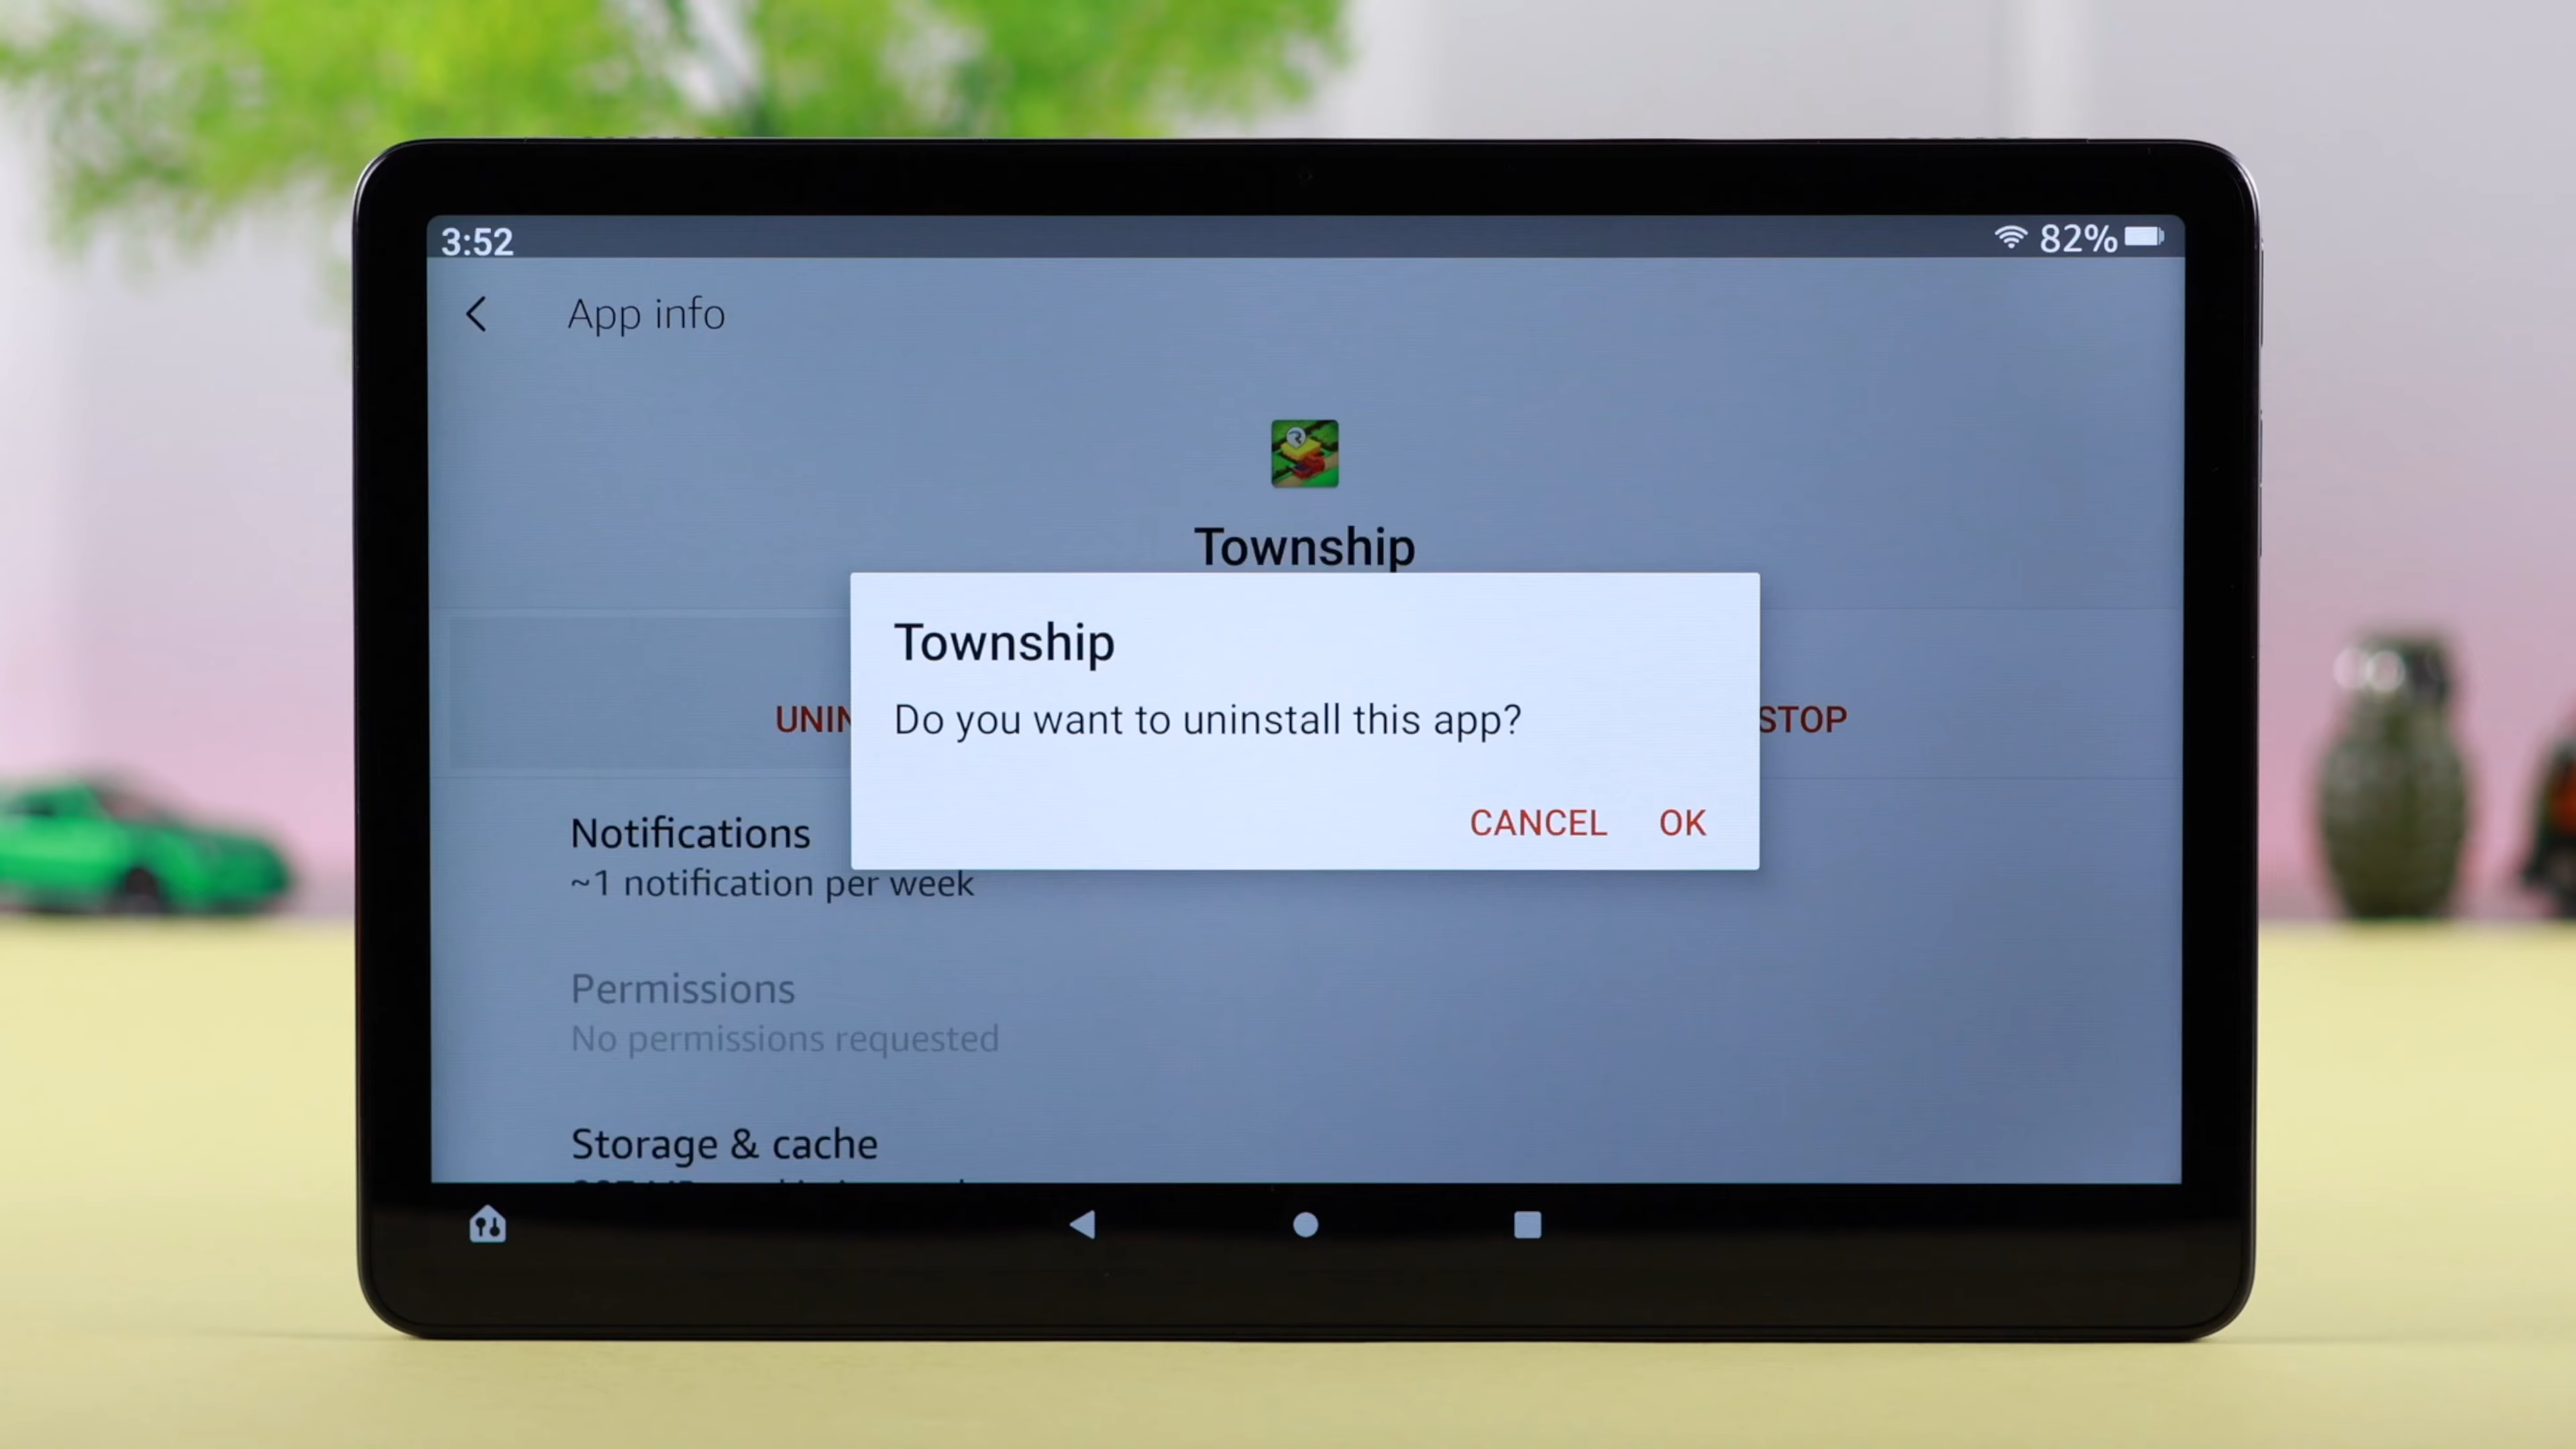 3:52
82%
App info
Township
Township
Do you want to uninstall this app?
STOP
CANCEL OK
Notifications
~1 notification per week
Permissions
No permissions requested
Storage & cache